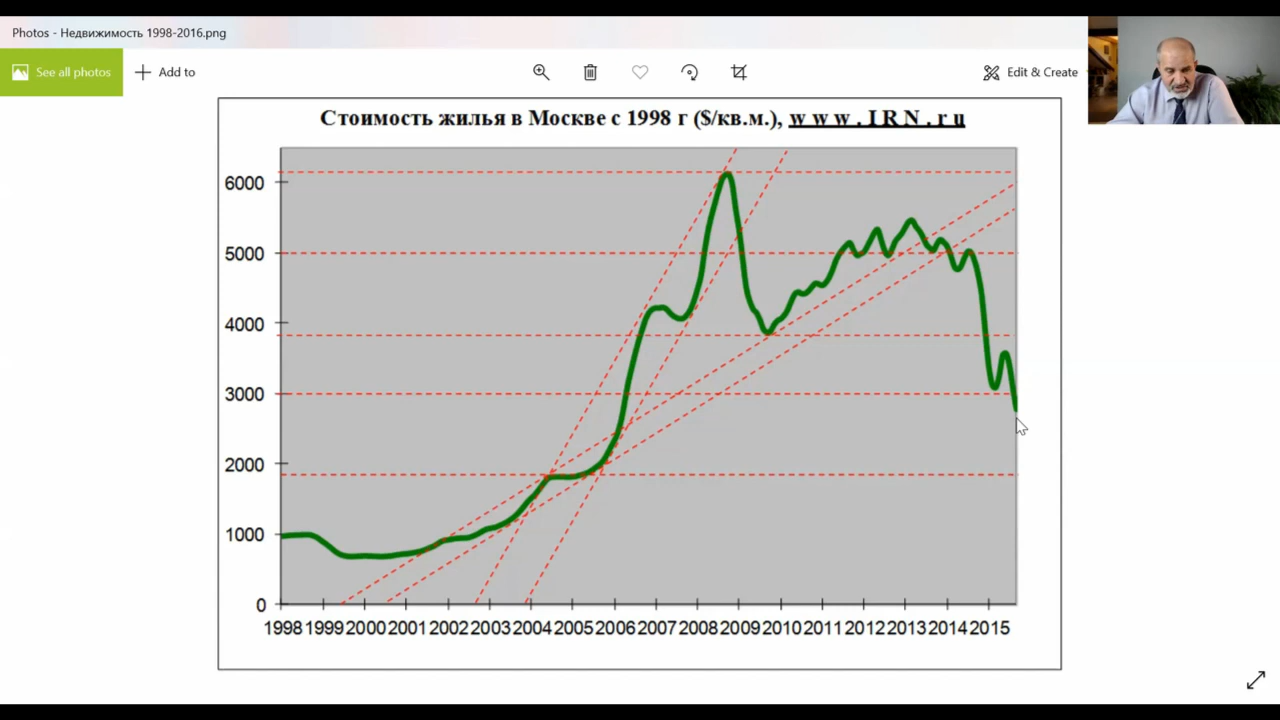 Photos - Недвижимость 1998-2016.png
See all photos
Add to
Edit & Create
Стоимость жилья в Москве с 1998 г ($/кв.м.), www.IRN.ru
6000
5000
4000
3000
2000
1000
0
1998 1999 2000 2001 2002 2003 2004 2005 2006 2007 2008 2009 2010 2011 2012 2013 2014 2015